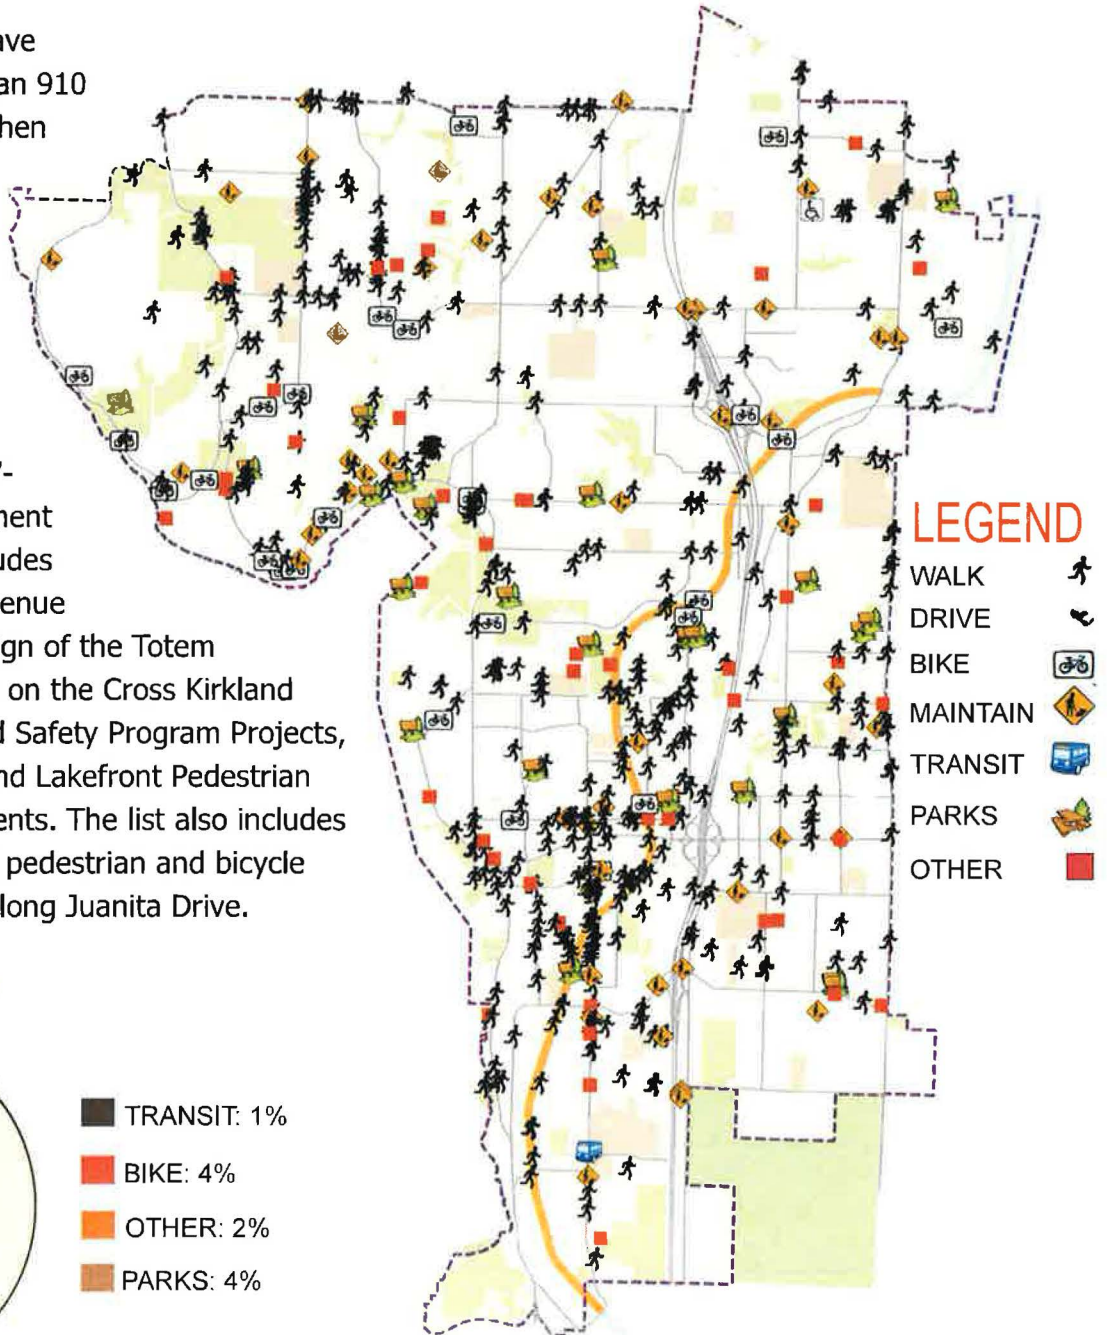 ave
an 910
hen
’-
ment
udes
enue
ign of the Totem
on the Cross Kirkland
d Safety Program Projects,
nd Lakefront Pedestrian
ents. The list also includes
pedestrian and bicycle
long Juanita Drive.
LEGEND
WALK
DRIVE
BIKE
MAINTAIN
TRANSIT
PARKS
OTHER
TRANSIT: 1%
BIKE: 4%
OTHER: 2%
PARKS: 4%